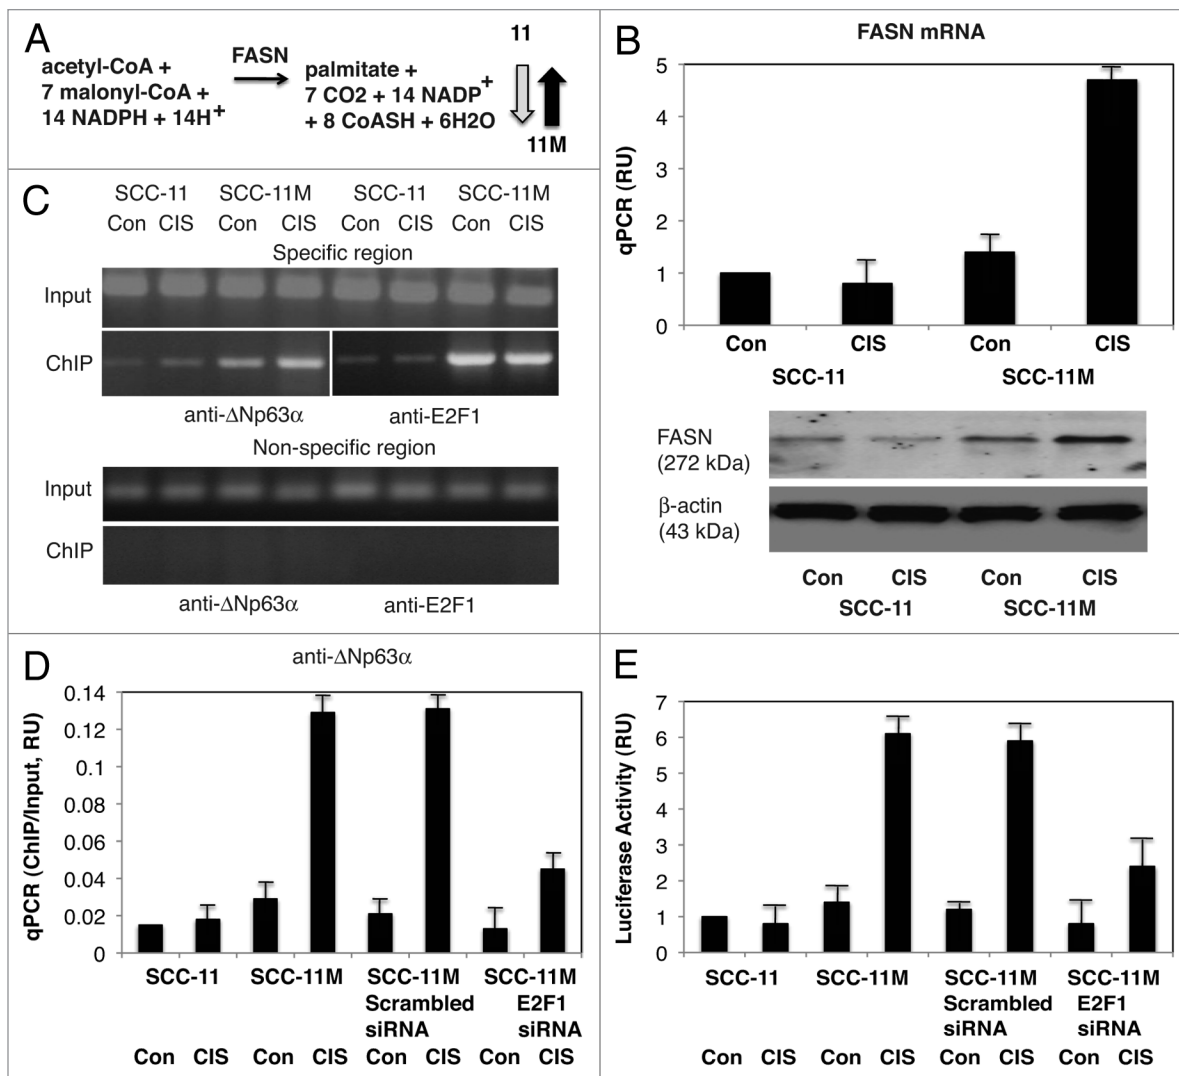 A
acetyl-CoA +
7 malonyl-CoA +
14 NADPH + 14H+
FASN
palmitate +
7 CO2 + 14 NADP+
+ 8 CoASH + 6H2O
11
11M
B
FASN mRNA
qPCR (RU)
5
4
3
2
1
0
Con CIS Con CIS
SCC-11 SCC-11M
FASN
(272 kDa)
β-actin
(43 kDa)
Con CIS Con CIS
SCC-11 SCC-11M
C
SCC-11 SCC-11M SCC-11 SCC-11M
Con CIS Con CIS Con CIS Con CIS
Specific region
Input
ChIP
anti-ΔNp63α anti-E2F1
Non-specific region
Input
ChIP
anti-ΔNp63α anti-E2F1
D
anti-ΔNp63α
qPCR (ChIP/Input, RU)
0.14
0.12
0.1
0.08
0.06
0.04
0.02
0
SCC-11 SCC-11M SCC-11M SCC-11M
Scrambled E2F1
siRNA siRNA
Con CIS Con CIS Con CIS Con CIS
E
Luciferase Activity (RU)
7
6
5
4
3
2
1
0
SCC-11 SCC-11M SCC-11M SCC-11M
Scrambled E2F1
siRNA siRNA
Con CIS Con CIS Con CIS Con CIS